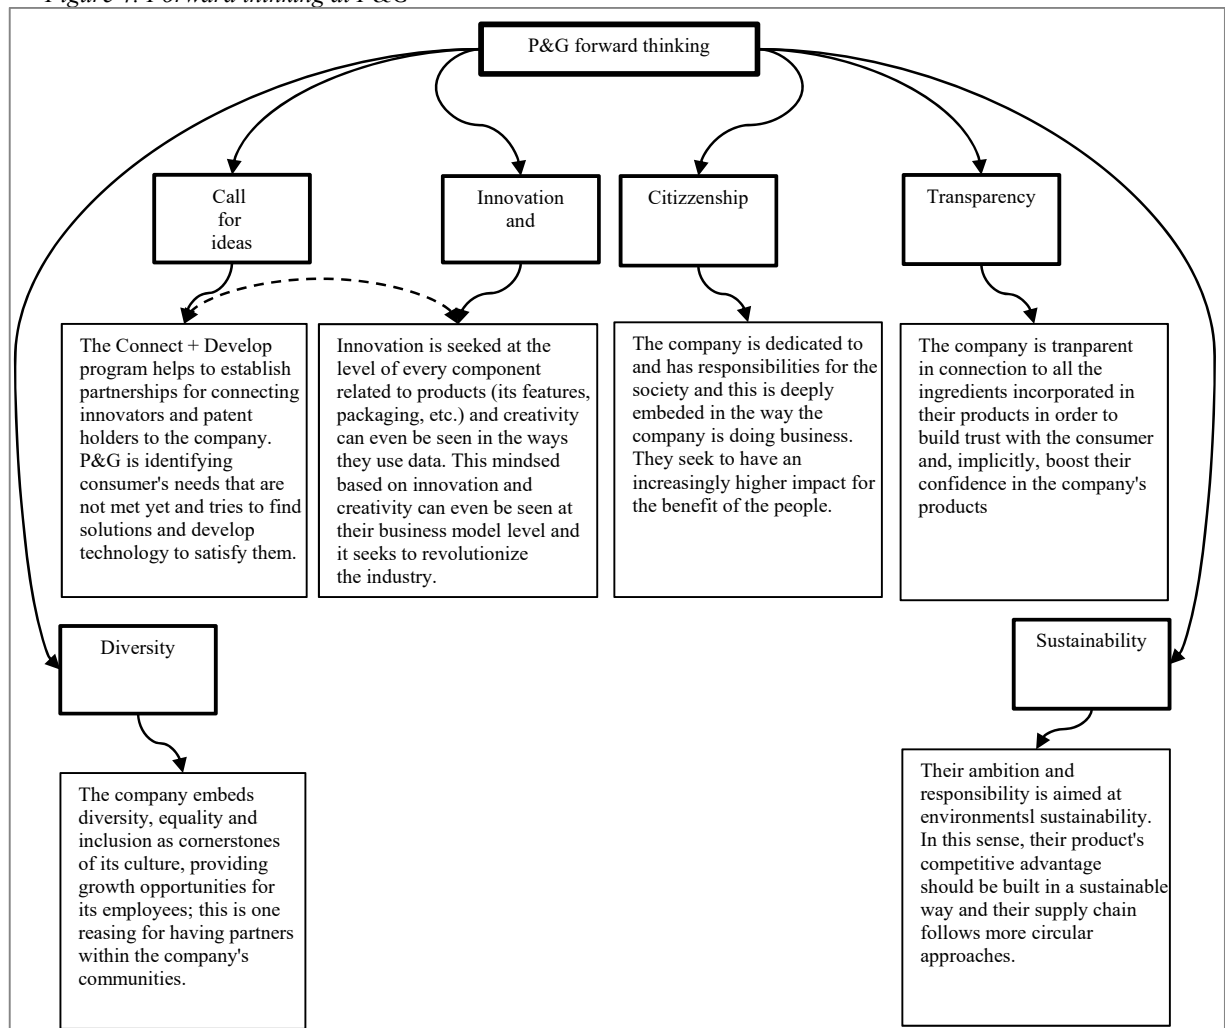 Figure 4. Forward thinking at P&G
P&G forward thinking
Call
for
ideas
Innovation
and
Citizzenship
Transparency
The Connect + Develop
program helps to establish
partnerships for connecting
innovators and patent
holders to the company.
P&G is identifying
consumer's needs that are
not met yet and tries to find
solutions and develop
technology to satisfy them.
Innovation is seeked at the
level of every component
related to products (its features,
packaging, etc.) and creativity
can even be seen in the ways
they use data. This mindsed
based on innovation and
creativity can even be seen at
their business model level and
it seeks to revolutionize
the industry.
The company is dedicated to
and has responsibilities for the
society and this is deeply
embeded in the way the
company is doing business.
They seek to have an
increasingly higher impact for
the benefit of the people.
The company is tranparent
in connection to all the
ingredients incorporated in
their products in order to
build trust with the consumer
and, implicitly, boost their
confidence in the company's
products
Diversity
Sustainability
The company embeds
diversity, equality and
inclusion as cornerstones
of its culture, providing
growth opportunities for
its employees; this is one
reasing for having partners
within the company's
communities.
Their ambition and
responsibility is aimed at
environmentsl sustainability.
In this sense, their product's
competitive advantage
should be built in a sustainable
way and their supply chain
follows more circular
approaches.